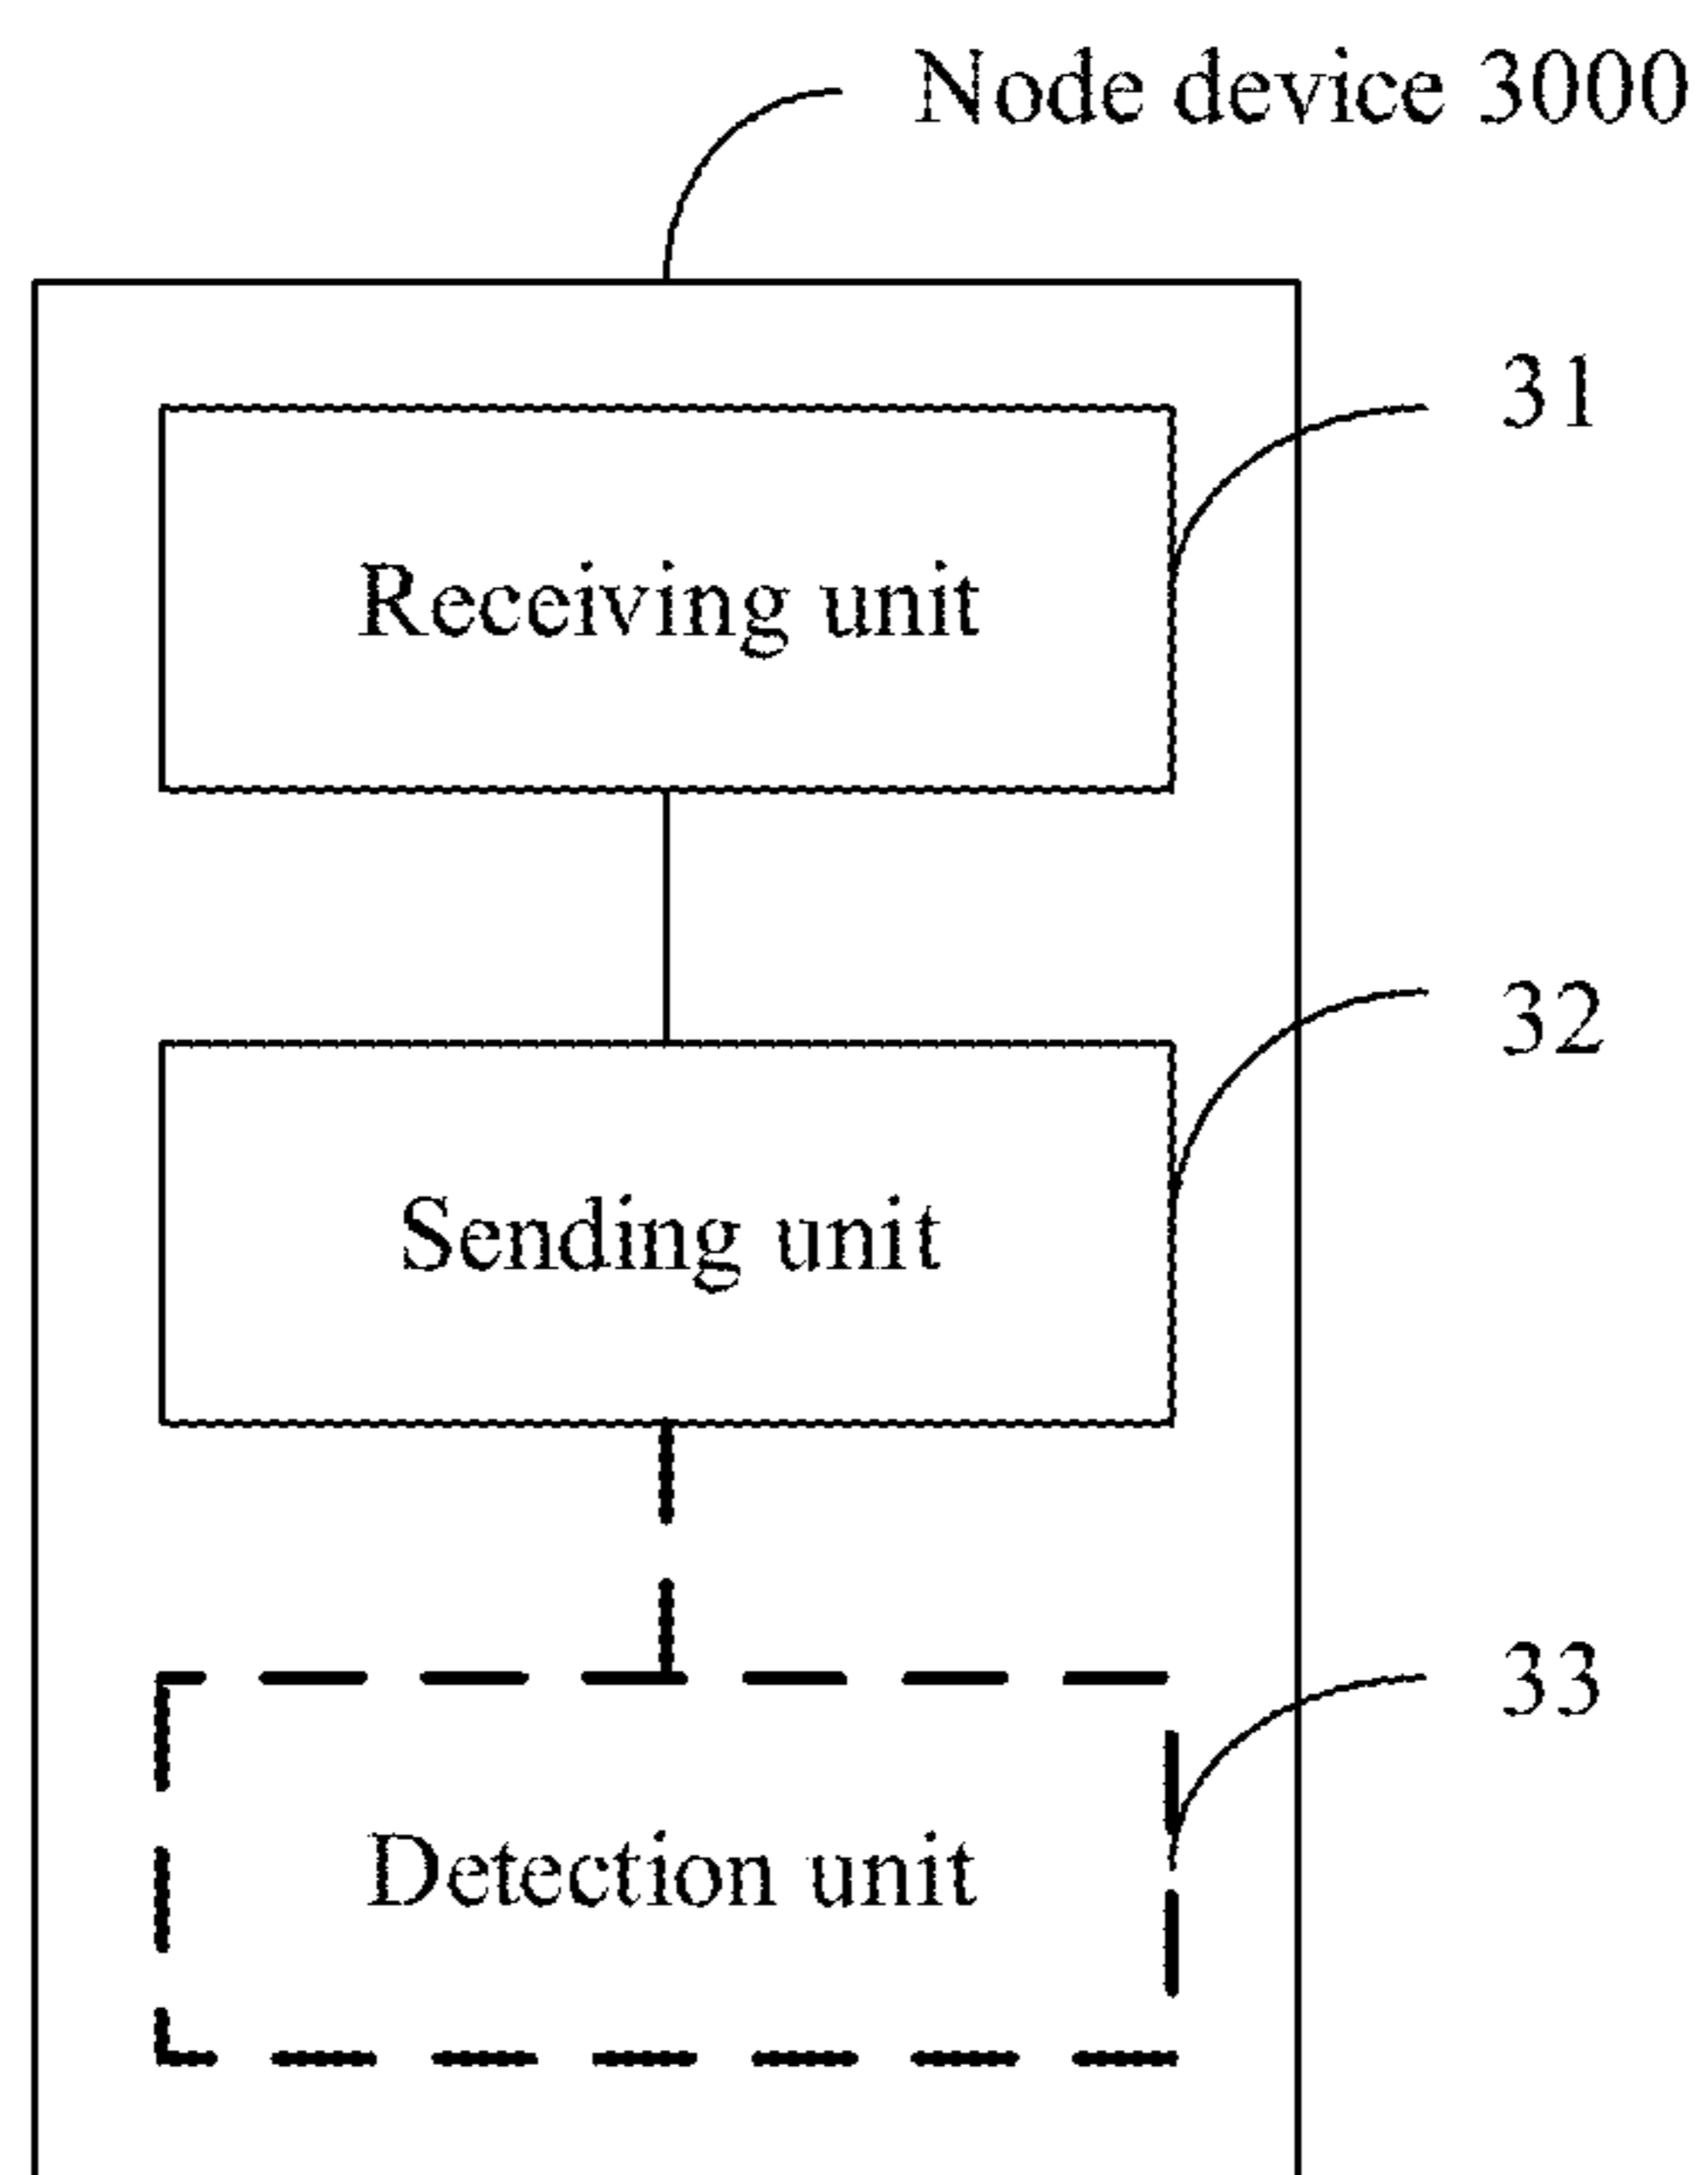 Node device 3000
31
Receiving unit
32
Sending unit
33
Detection unit